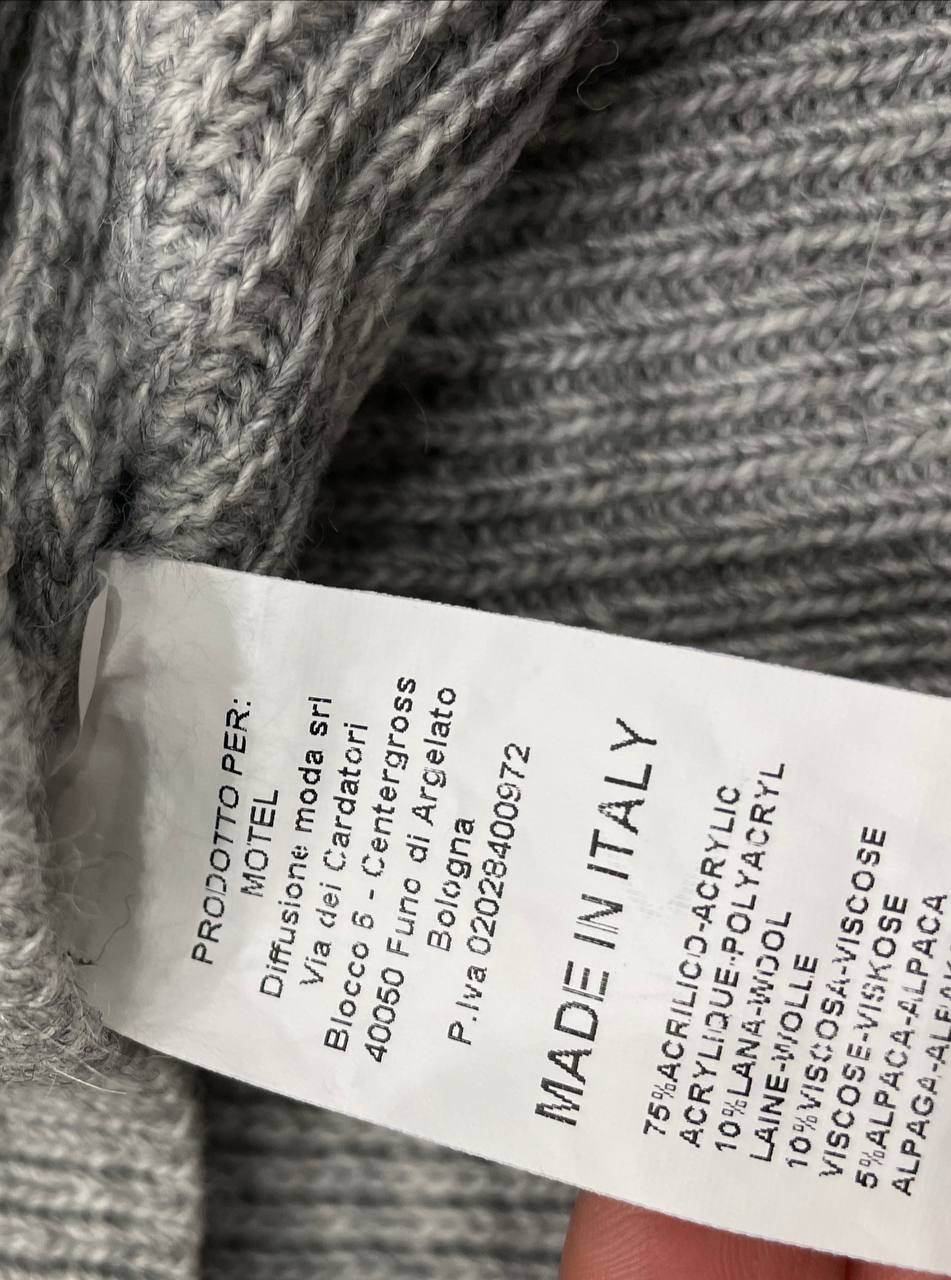 PRODOTTO PER:
MOTEL
Diffusione moda srl
Via dei Cardatori
Blocco 6 - Centergross
40050 Funo di Argelato
Bologna
P.Iva 02028400972
MADE IN ITALY
75%ACRILICO-ACRYLIC
ACRYLIQUE-POLYACRYL
10%LANA-WOOL
LAINE-WOLLE
10%VISCOSA-VISCOSE
VISCOSE-VISKOSE
5%ALPACA-ALPACA